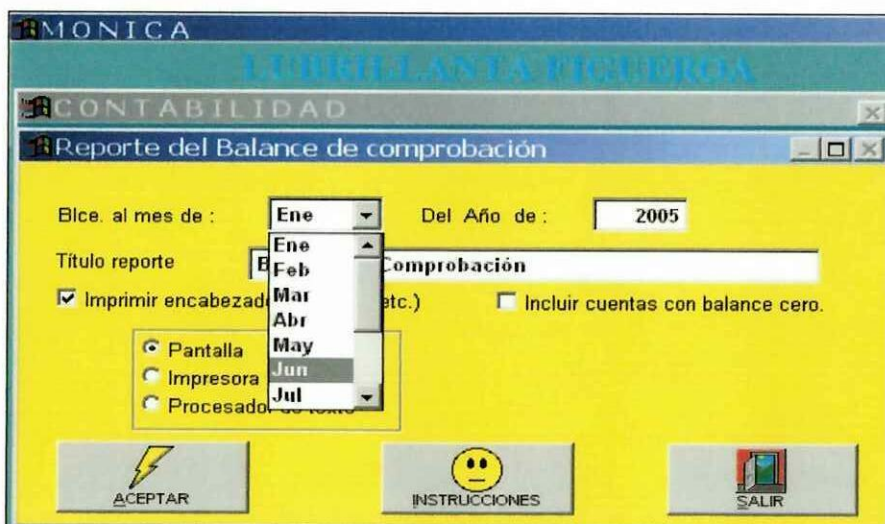 MONICA
LUBRILLANTA FIGUEROA
CONTABILIDAD
Reporte del Balance de comprobación
Blce. al mes de : Ene Del Año de : 2005
Ene
Título reporte Comprobación
Feb
Imprimir encabezado etc.) Incluir cuentas con balance cero.
Mar
Abr
Pantalla May
Impresora Jun
Procesador Jul
ACEPTAR INSTRUCCIONES SALIR